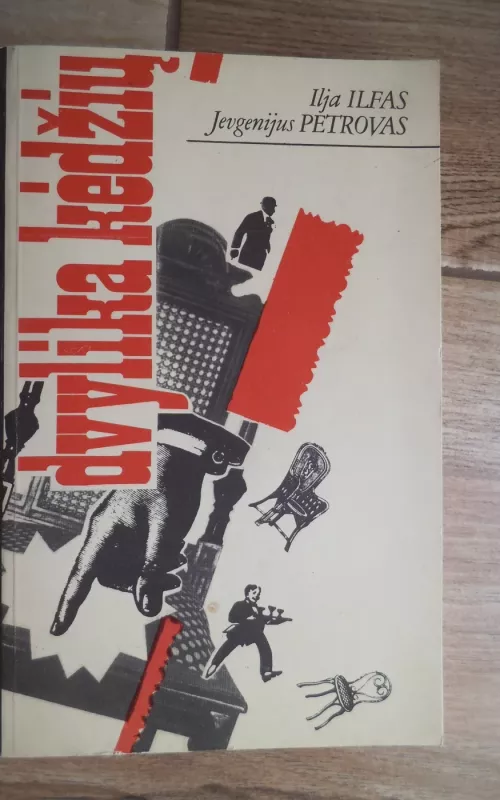 Ilja ILFAS
Jevgenijus PETROVAS
dvylika kėdžių